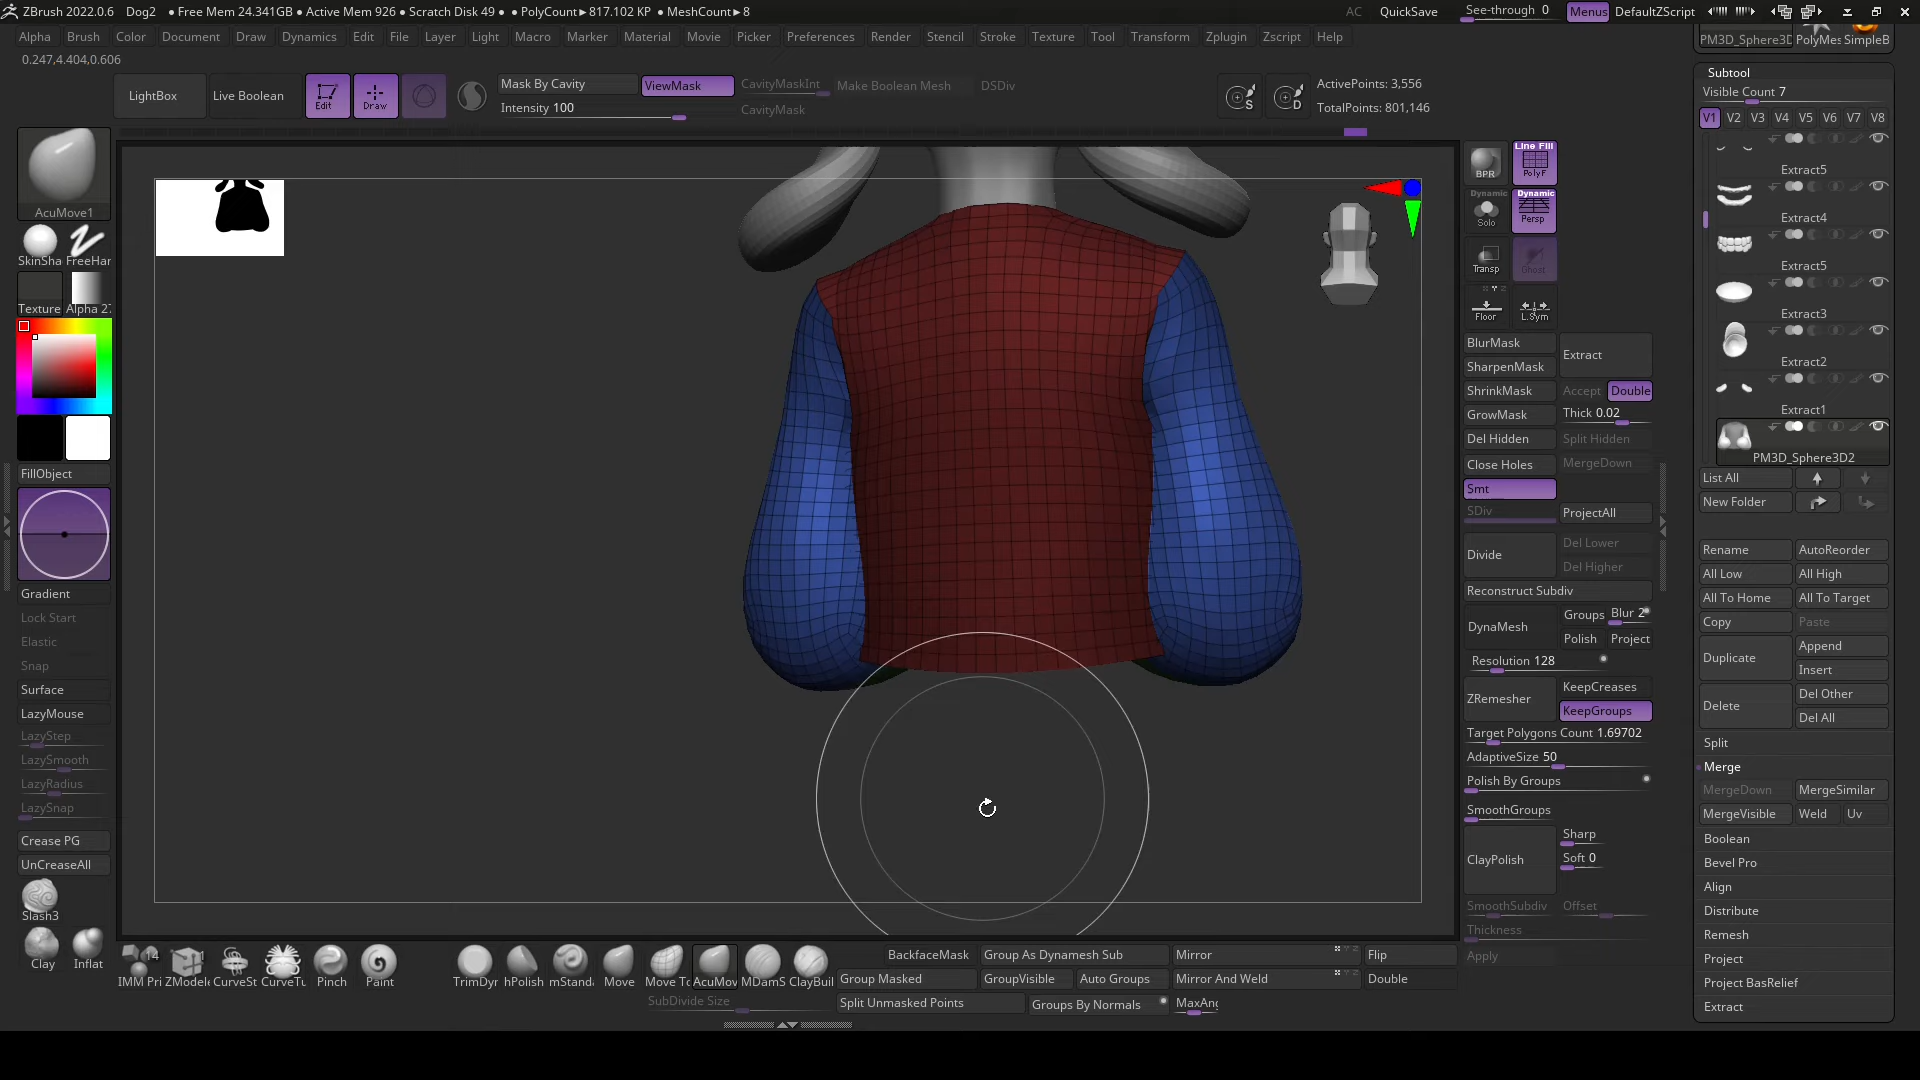 ZBrush 2022.0.6 Dog2 • Free Mem 24.341GB • Active Mem 926 • Scratch Disk 49 • • PolyCount►817.102 KP • MeshCount►8 AC QuickSave See-through 0 Menus DefaultZScript
Alpha Brush Color Document Draw Dynamics Edit File Layer Light Macro Marker Material Movie Picker Preferences Render Stencil Stroke Texture Tool Transform Zplugin Zscript Help
0.247,4.404,0.606
LightBox Live Boolean Edit Draw
Mask By Cavity ViewMask CavityMaskInt Make Boolean Mesh DSDiv
Intensity 100 CavityMask
S D
ActivePoints: 3,556
TotalPoints: 801,146
AcuMove1
SkinSha FreeHar
Texture Alpha 27
FillObject
Gradient
Lock Start
Elastic
Snap
Surface
LazyMouse
LazyStep
LazySmooth
LazyRadius
LazySnap
Crease PG
UnCreaseAll
Slash3
Clay Inflat
BPR Line Fill PolyF
Dynamic Solo Dynamic Persp
Transp Ghost
Floor L.Sym
BlurMask Extract
SharpenMask
ShrinkMask Accept Double
GrowMask Thick 0.02
Del Hidden Split Hidden
Close Holes MergeDown
Smt
SDiv ProjectAll
Divide Del Lower
Del Higher
Reconstruct Subdiv
DynaMesh Groups Blur 2
Polish Project
Resolution 128
ZRemesher KeepCreases
KeepGroups
Target Polygons Count 1.69702
AdaptiveSize 50
Polish By Groups
SmoothGroups
ClayPolish Sharp
Soft 0
SmoothSubdiv Offset
Thickness
Apply
PM3D_Sphere3D PolyMes SimpleB
Subtool
Visible Count 7
V1 V2 V3 V4 V5 V6 V7 V8
Extract5
Extract4
Extract5
Extract3
Extract2
Extract1
PM3D_Sphere3D2
List All
New Folder
Rename AutoReorder
All Low All High
All To Home All To Target
Copy Paste
Duplicate Append
Insert
Delete Del Other
Del All
Split
Merge
MergeDown MergeSimilar
MergeVisible Weld Uv
Boolean
Bevel Pro
Align
Distribute
Remesh
Project
Project BasRelief
Extract
14
IMM Pri ZModele CurveSt CurveTu Pinch Paint TrimDyr hPolish mStand Move Move To AcuMov MDamS ClayBuil
SubDivide Size
BackfaceMask Group As Dynamesh Sub Mirror Flip
Group Masked GroupVisible Auto Groups Mirror And Weld Double
Split Unmasked Points Groups By Normals MaxAng